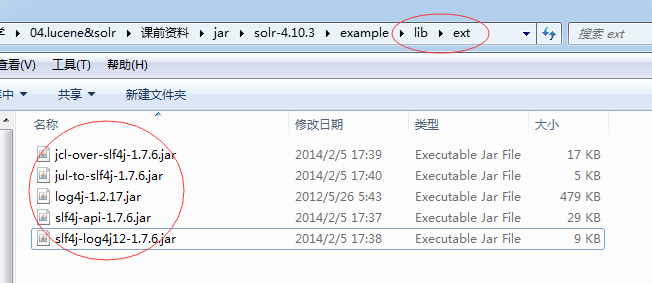 学 04.lucene&solr 课前资料 jar solr-4.10.3 example lib ext 搜索 ext
查看(V) 工具(T) 帮助(H)
库中 共享 新建文件夹
名称 修改日期 类型 大小
jcl-over-slf4j-1.7.6.jar 2014/2/5 17:39 Executable Jar File 17 KB
jul-to-slf4j-1.7.6.jar 2014/2/5 17:40 Executable Jar File 5 KB
log4j-1.2.17.jar 2012/5/26 5:43 Executable Jar File 479 KB
slf4j-api-1.7.6.jar 2014/2/5 17:37 Executable Jar File 29 KB
slf4j-log4j12-1.7.6.jar 2014/2/5 17:38 Executable Jar File 9 KB